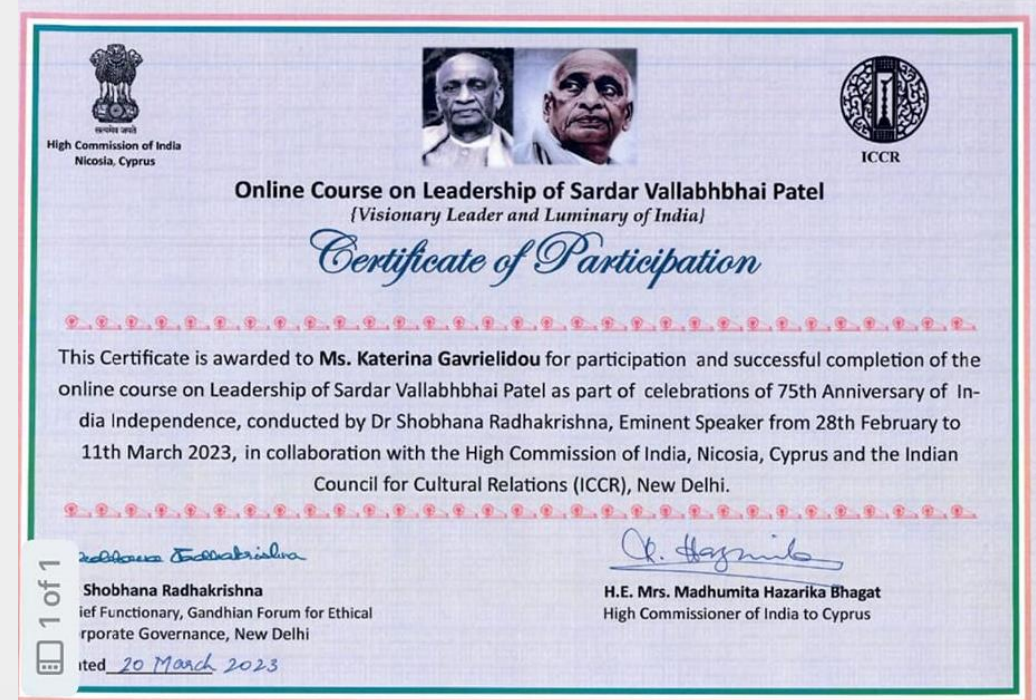 सत्यमेव जयते
High Commission of India
Nicosia, Cyprus
ICCR
Online Course on Leadership of Sardar Vallabhbhai Patel
{Visionary Leader and Luminary of India}
Certificate of Participation
This Certificate is awarded to Ms. Katerina Gavrielidou for participation and successful completion of the
online course on Leadership of Sardar Vallabhbhai Patel as part of celebrations of 75th Anniversary of In-
dia Independence, conducted by Dr Shobhana Radhakrishna, Eminent Speaker from 28th February to
11th March 2023, in collaboration with the High Commission of India, Nicosia, Cyprus and the Indian
Council for Cultural Relations (ICCR), New Delhi.
Radhakrishna
Shobhana Radhakrishna
ief Functionary, Gandhian Forum for Ethical
rporate Governance, New Delhi
ted 20 March 2023
H.E. Mrs. Madhumita Hazarika Bhagat
High Commissioner of India to Cyprus
1 of 1